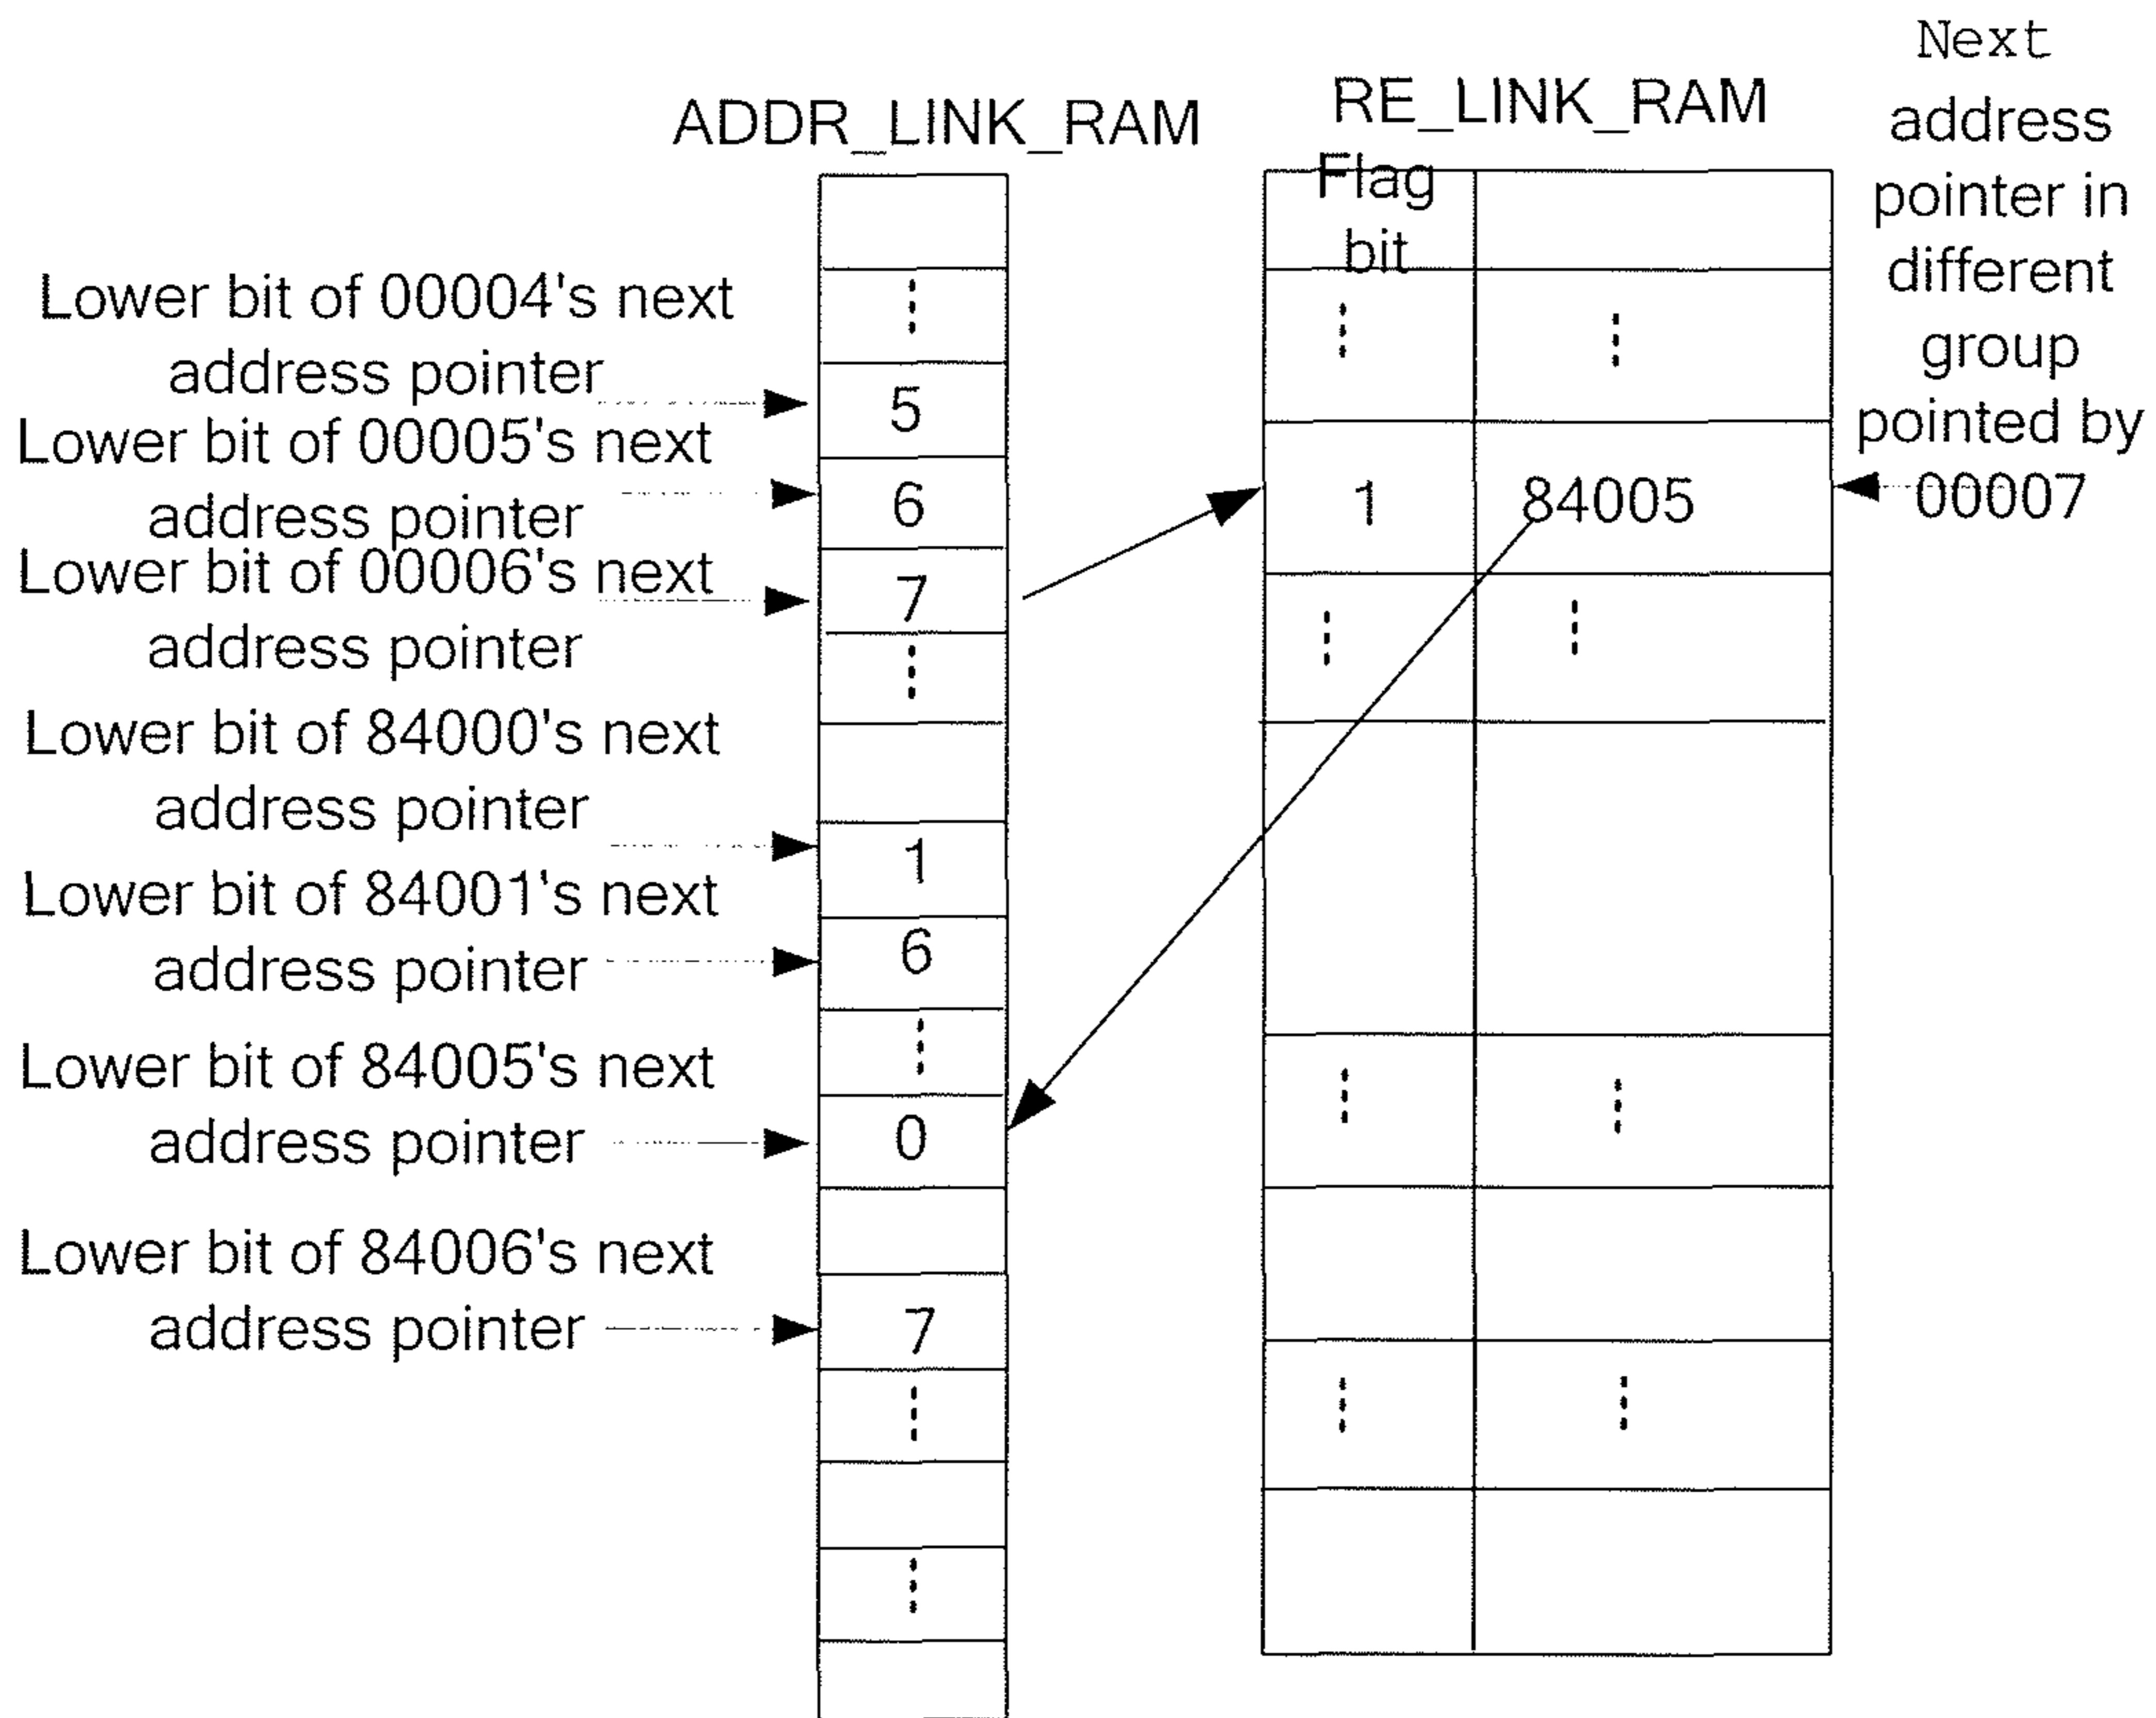 Next
address
pointer in
different
group
pointed by
00007
ADDR_LINK_RAM
RE_LINK_RAM
Flag
bit
Lower bit of 00004's next
address pointer
5
Lower bit of 00005's next
address pointer
6
1
84005
Lower bit of 00006's next
address pointer
7
Lower bit of 84000's next
address pointer
1
Lower bit of 84001's next
address pointer
6
Lower bit of 84005's next
address pointer
0
Lower bit of 84006's next
address pointer
7